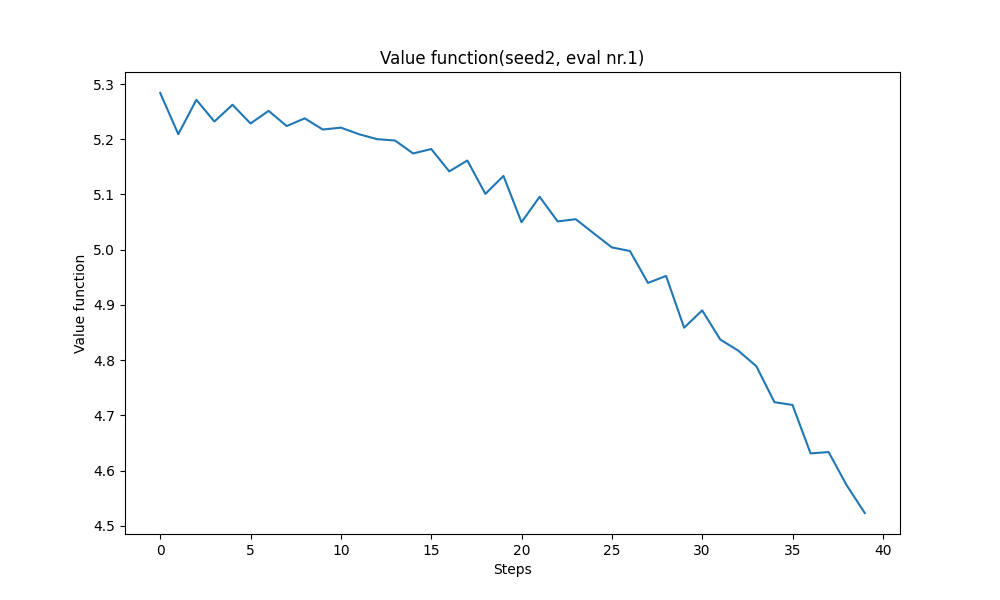 Value function(seed2, eval nr.1)
5.3
5.2
5.1
5.0
4.9
4.8
4.7
4.6
4.5
Value function
0 5 10 15 20 25 30 35 40
Steps